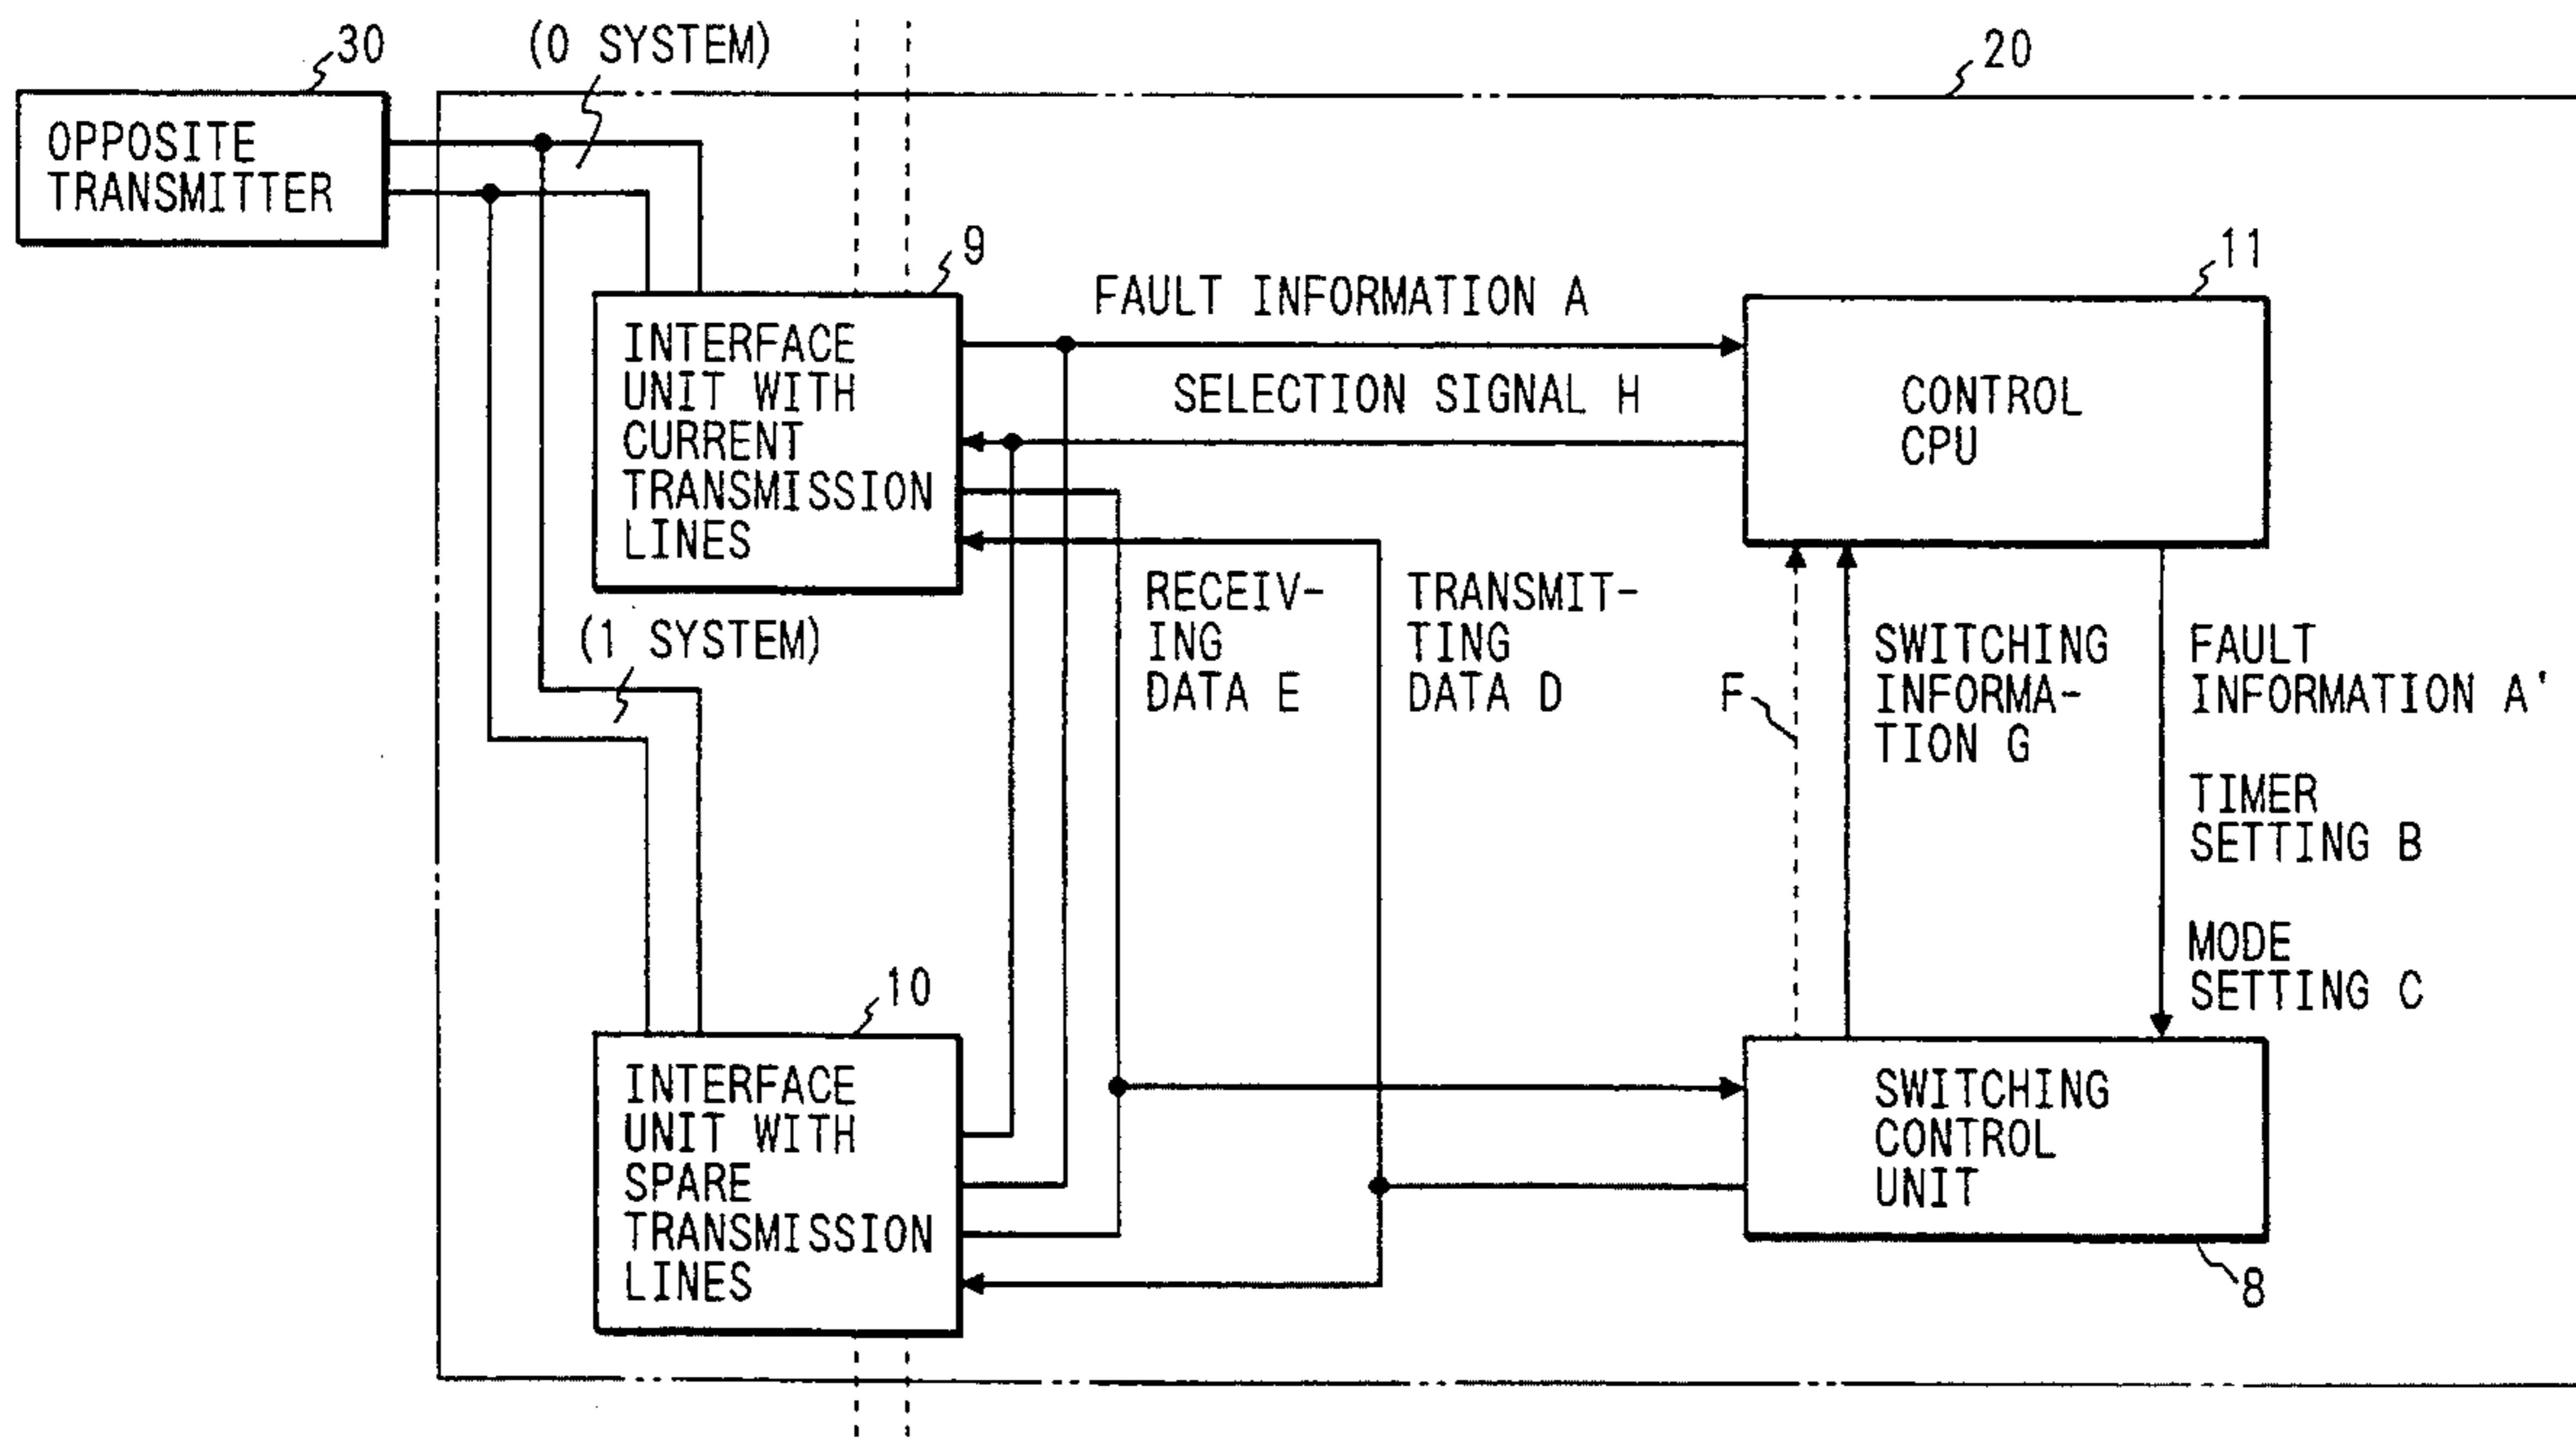 30
(0 SYSTEM)
20
OPPOSITE
TRANSMITTER
9
11
FAULT INFORMATION A
SELECTION SIGNAL H
INTERFACE
UNIT WITH
CURRENT
TRANSMISSION
LINES
CONTROL
CPU
RECEIV-
ING
DATA E
TRANSMIT-
TING
DATA D
(1 SYSTEM)
F
SWITCHING
INFORMA-
TION G
FAULT
INFORMATION A'
TIMER
SETTING B
MODE
SETTING C
10
INTERFACE
UNIT WITH
SPARE
TRANSMISSION
LINES
SWITCHING
CONTROL
UNIT
8